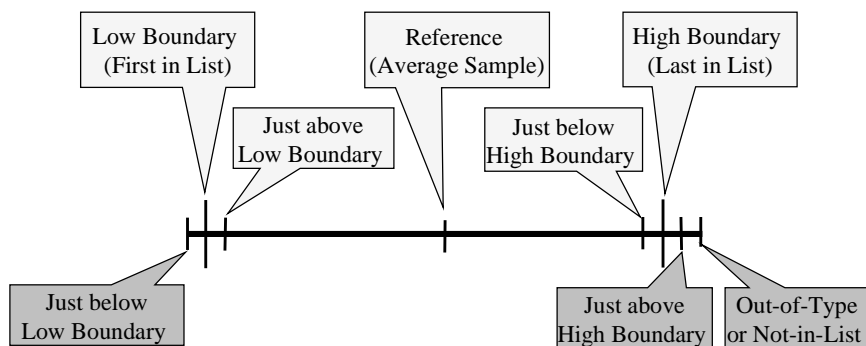 Low Boundary
(First in List)
Reference
(Average Sample)
High Boundary
(Last in List)
Just above
Low Boundary
Just below
High Boundary
Just below
Low Boundary
Just above
High Boundary
Out-of-Type
or Not-in-List